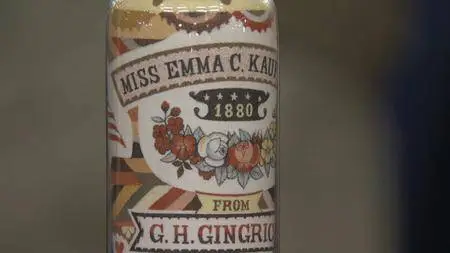 MISS EMMA C. KAU
1880
FROM
G. H. GINGRIC